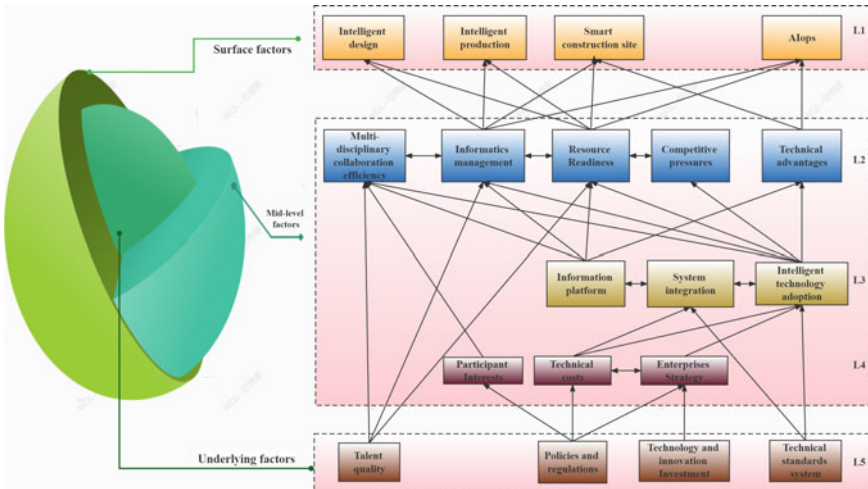 Surface factors
Mid-level
factors
Underlying factors
Intelligent
design
Intelligent
production
Smart
construction site
AIops
L1
Multi-
disciplinary
collaboration
efficiency
Informatics
management
Resource
Readiness
Competitive
pressures
Technical
advantages
L2
Information
platform
System
integration
Intelligent
technology
adoption
L3
Participant
Interests
Technical
costs
Enterprises
Strategy
L4
Talent
quality
Policies and
regulations
Technology and
innovation
Investment
Technical
standards
system
L5